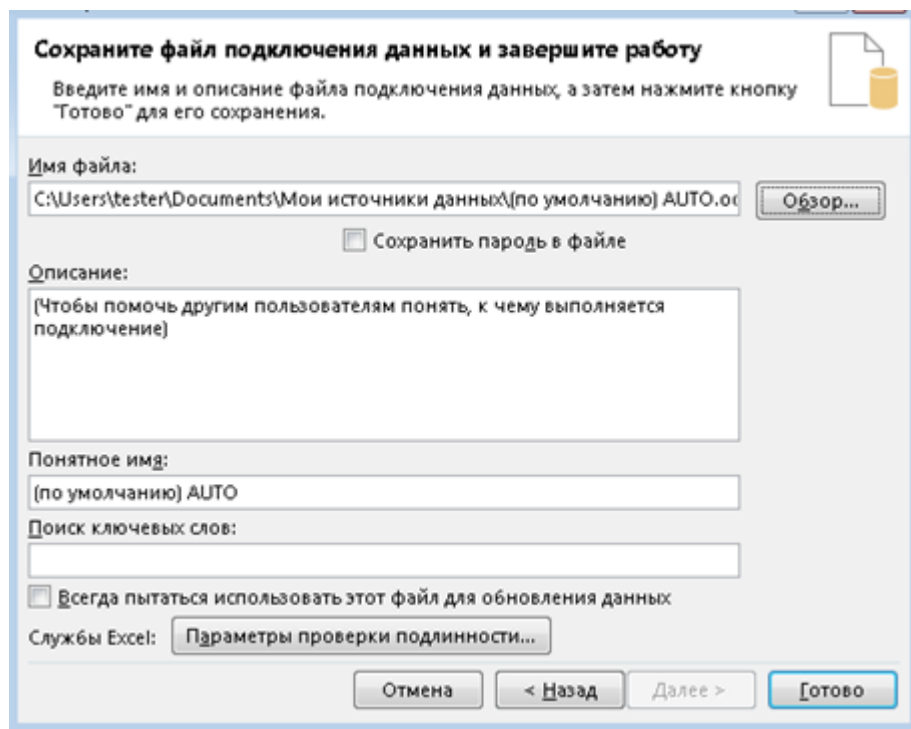 Сохраните файл подключения данных и завершите работу
Введите имя и описание файла подключения данных, а затем нажмите кнопку
"Готово" для его сохранения.
Имя файла:
C:\Users\tester\Documents\Мои источники данных\(по умолчанию) AUTO.oc
Обзор...
Сохранить пароль в файле
Описание:
(Чтобы помочь другим пользователям понять, к чему выполняется
подключение)
Понятное имя:
(по умолчанию) AUTO
Поиск ключевых слов:
Всегда пытаться использовать этот файл для обновления данных
Службы Excel: Параметры проверки подлинности...
Отмена < Назад Далее > Готово